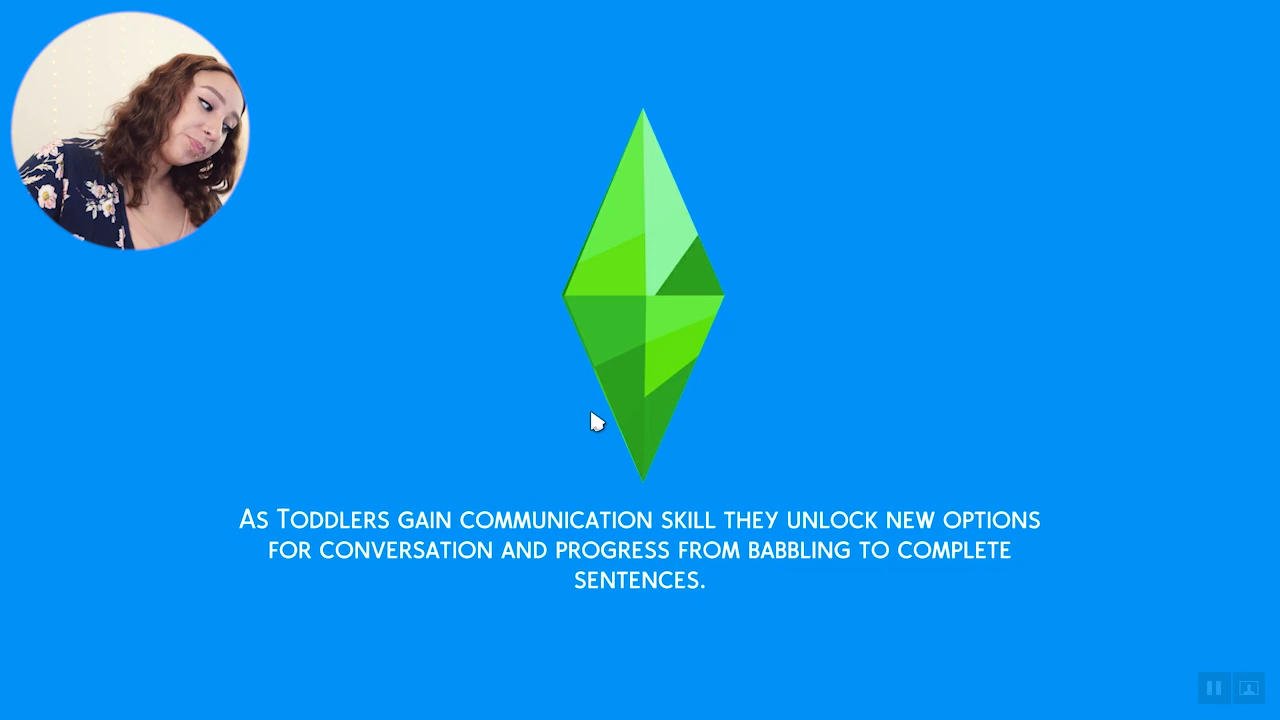 As Toddlers gain communication skill they unlock new options
for conversation and progress from babbling to complete
sentences.